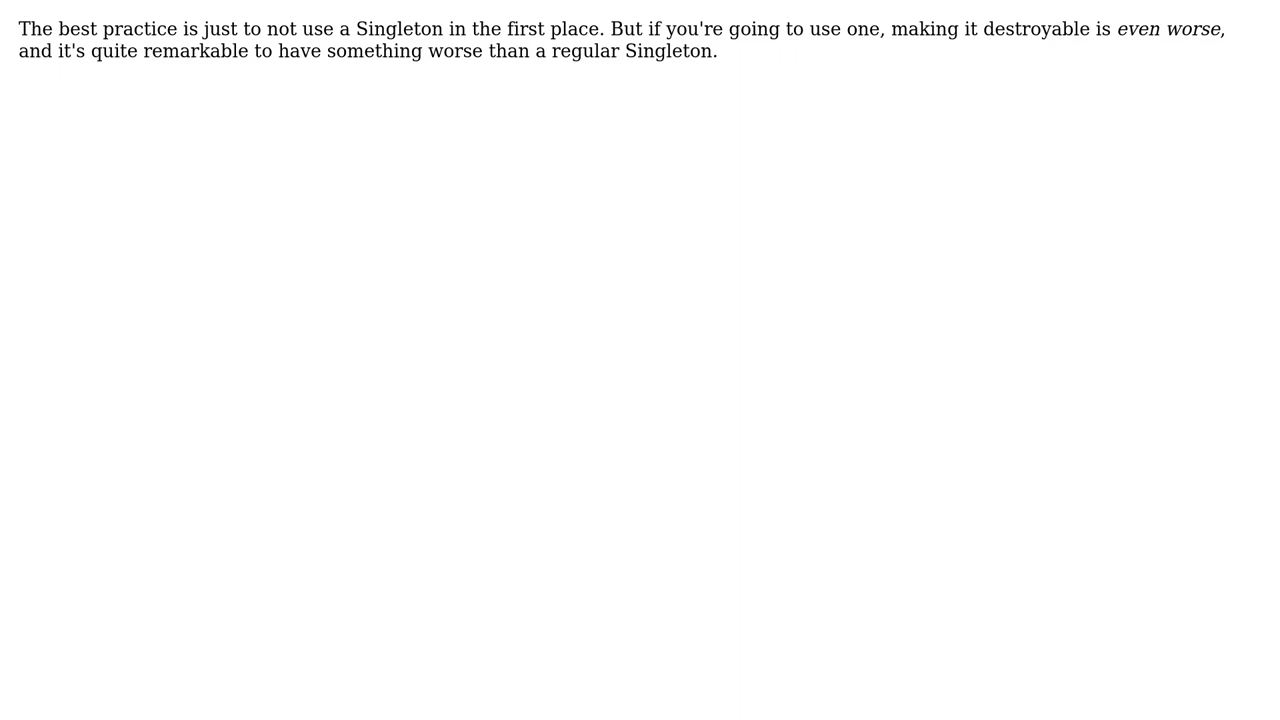 The best practice is just to not use a Singleton in the first place. But if you're going to use one, making it destroyable is even worse,
and it's quite remarkable to have something worse than a regular Singleton.